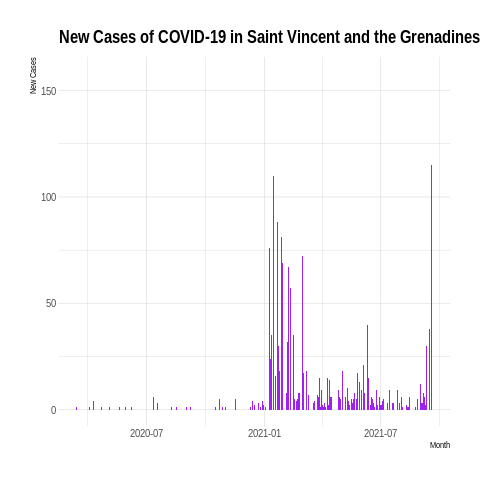 New Cases of COVID-19 in Saint Vincent and the Grenadines
New Cases
150
100
50
0
2020-07
2021-01
2021-07
Month